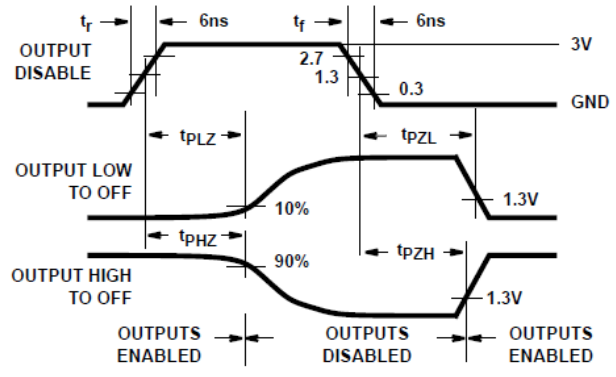 tr 6ns tf 6ns
OUTPUT
DISABLE
3V
2.7
1.3
0.3
GND
tPLZ tPZL
OUTPUT LOW
TO OFF
10%
1.3V
tPHZ tPZH
90%
OUTPUT HIGH
TO OFF
1.3V
OUTPUTS
ENABLED
OUTPUTS
DISABLED
OUTPUTS
ENABLED